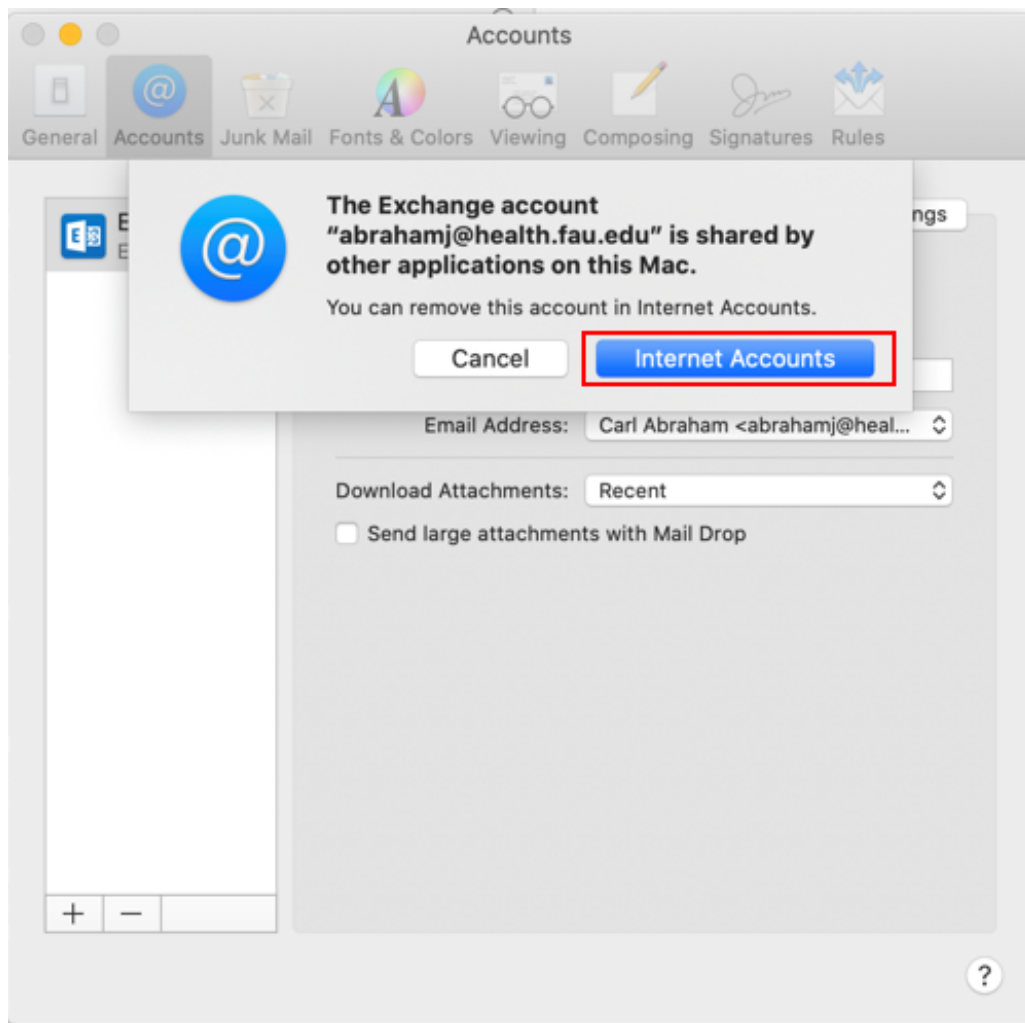 Accounts
General Accounts Junk Mail Fonts & Colors Viewing Composing Signatures Rules
The Exchange account
“abrahamj@health.fau.edu” is shared by
other applications on this Mac.
You can remove this account in Internet Accounts.
Cancel Internet Accounts
Email Address: Carl Abraham <abrahamj@heal...
Download Attachments: Recent
Send large attachments with Mail Drop
+ −
?